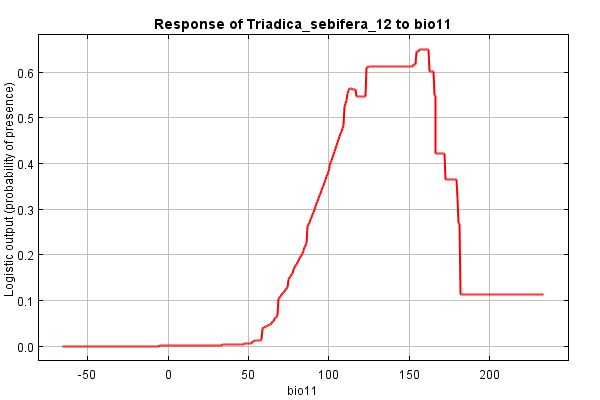 Response of Triadica_sebifera_12 to bio11
Logistic output (probability of presence)
0.6
0.5
0.4
0.3
0.2
0.1
0.0
-50 0 50 100 150 200
bio11